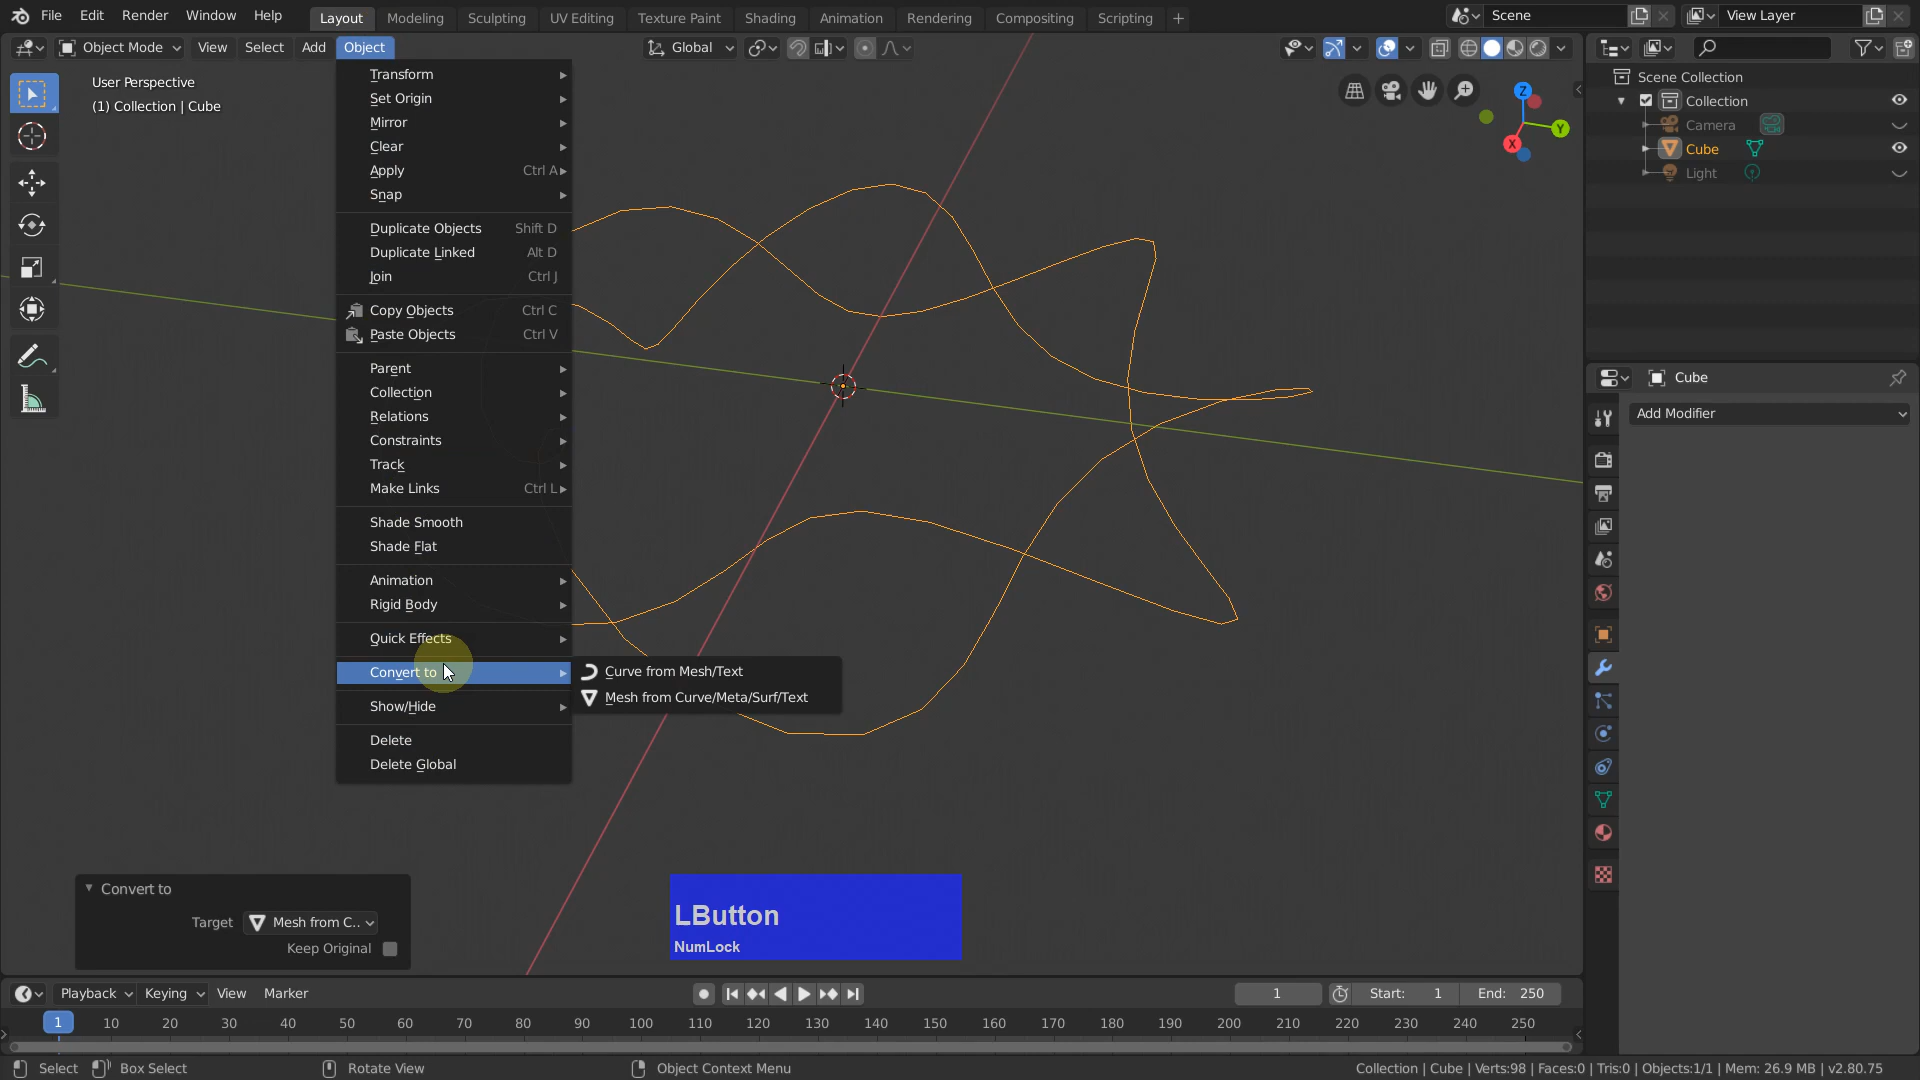 File Edit Render Window Help Layout Modeling Sculpting UV Editing Texture Paint Shading Animation Rendering Compositing Scripting + Scene View Layer
Object Mode View Select Add Object Global
User Perspective
(1) Collection | Cube
Transform
Set Origin
Mirror
Clear
Apply Ctrl A
Snap
Duplicate Objects Shift D
Duplicate Linked Alt D
Join Ctrl J
Copy Objects Ctrl C
Paste Objects Ctrl V
Parent
Collection
Relations
Constraints
Track
Make Links Ctrl L
Shade Smooth
Shade Flat
Animation
Rigid Body
Quick Effects
Convert to
Show/Hide
Delete
Delete Global
Curve from Mesh/Text
Mesh from Curve/Meta/Surf/Text
Z
Y
X
Scene Collection
Collection
Camera
Cube
Light
Cube
Add Modifier
Convert to
Target Mesh from C..
Keep Original
LButton
NumLock
Playback Keying View Marker 1 Start: 1 End: 250
1 10 20 30 40 50 60 70 80 90 100 110 120 130 140 150 160 170 180 190 200 210 220 230 240 250
Select Box Select Rotate View Object Context Menu Collection | Cube | Verts:98 | Faces:0 | Tris:0 | Objects:1/1 | Mem: 26.9 MB | v2.80.75